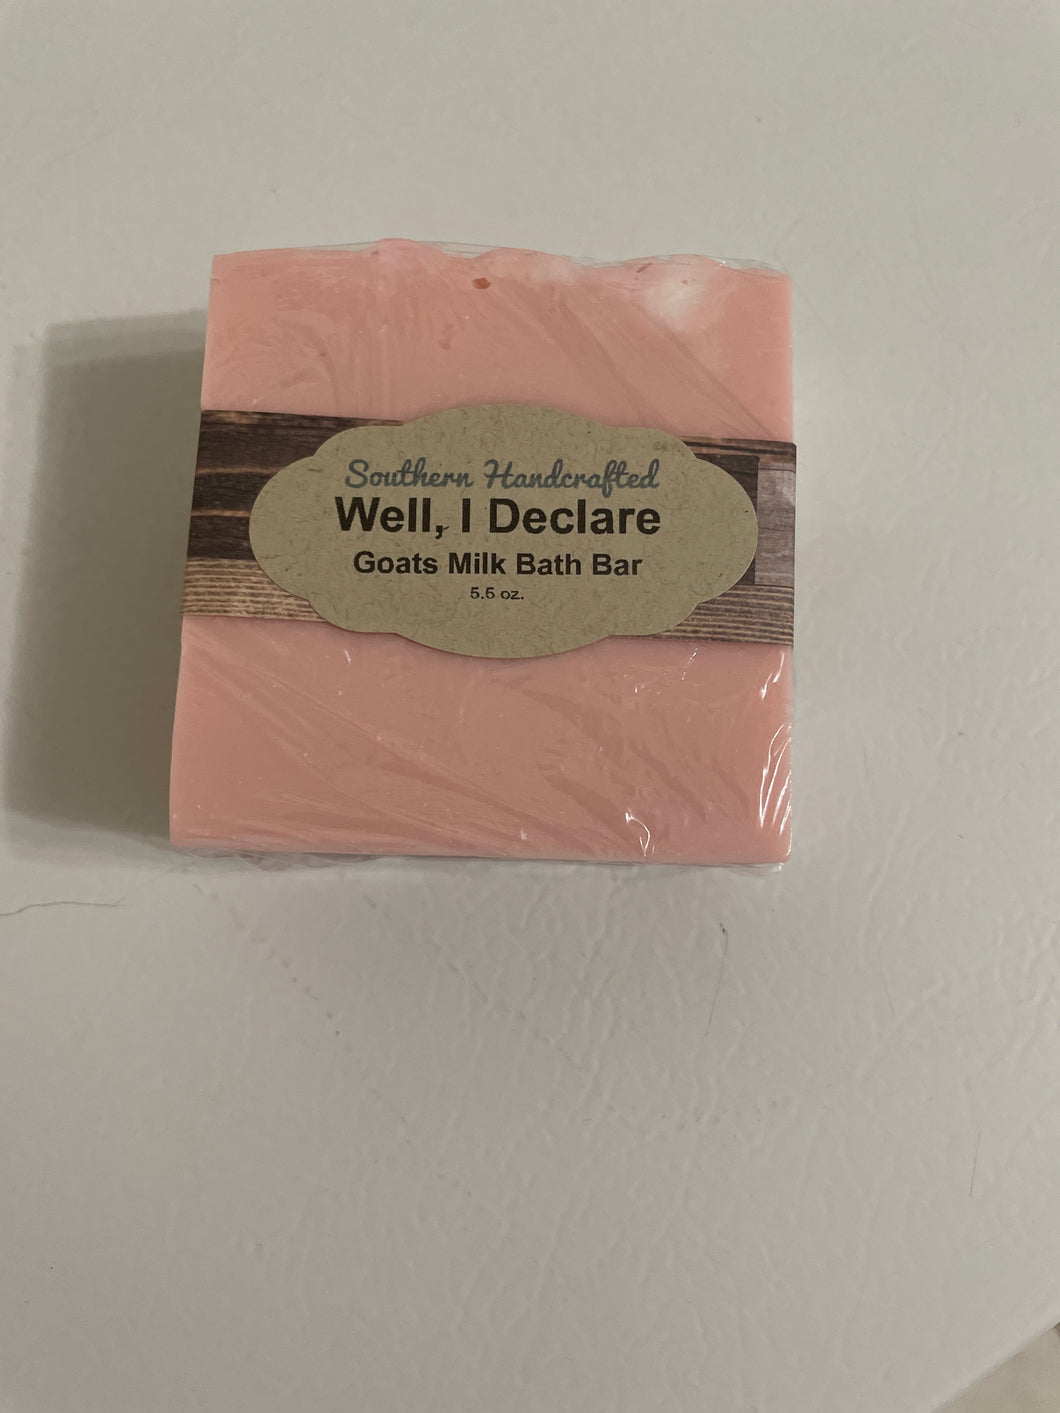 Southern Handcrafted
Well, I Declare
Goats Milk Bath Bar
5.5 oz.